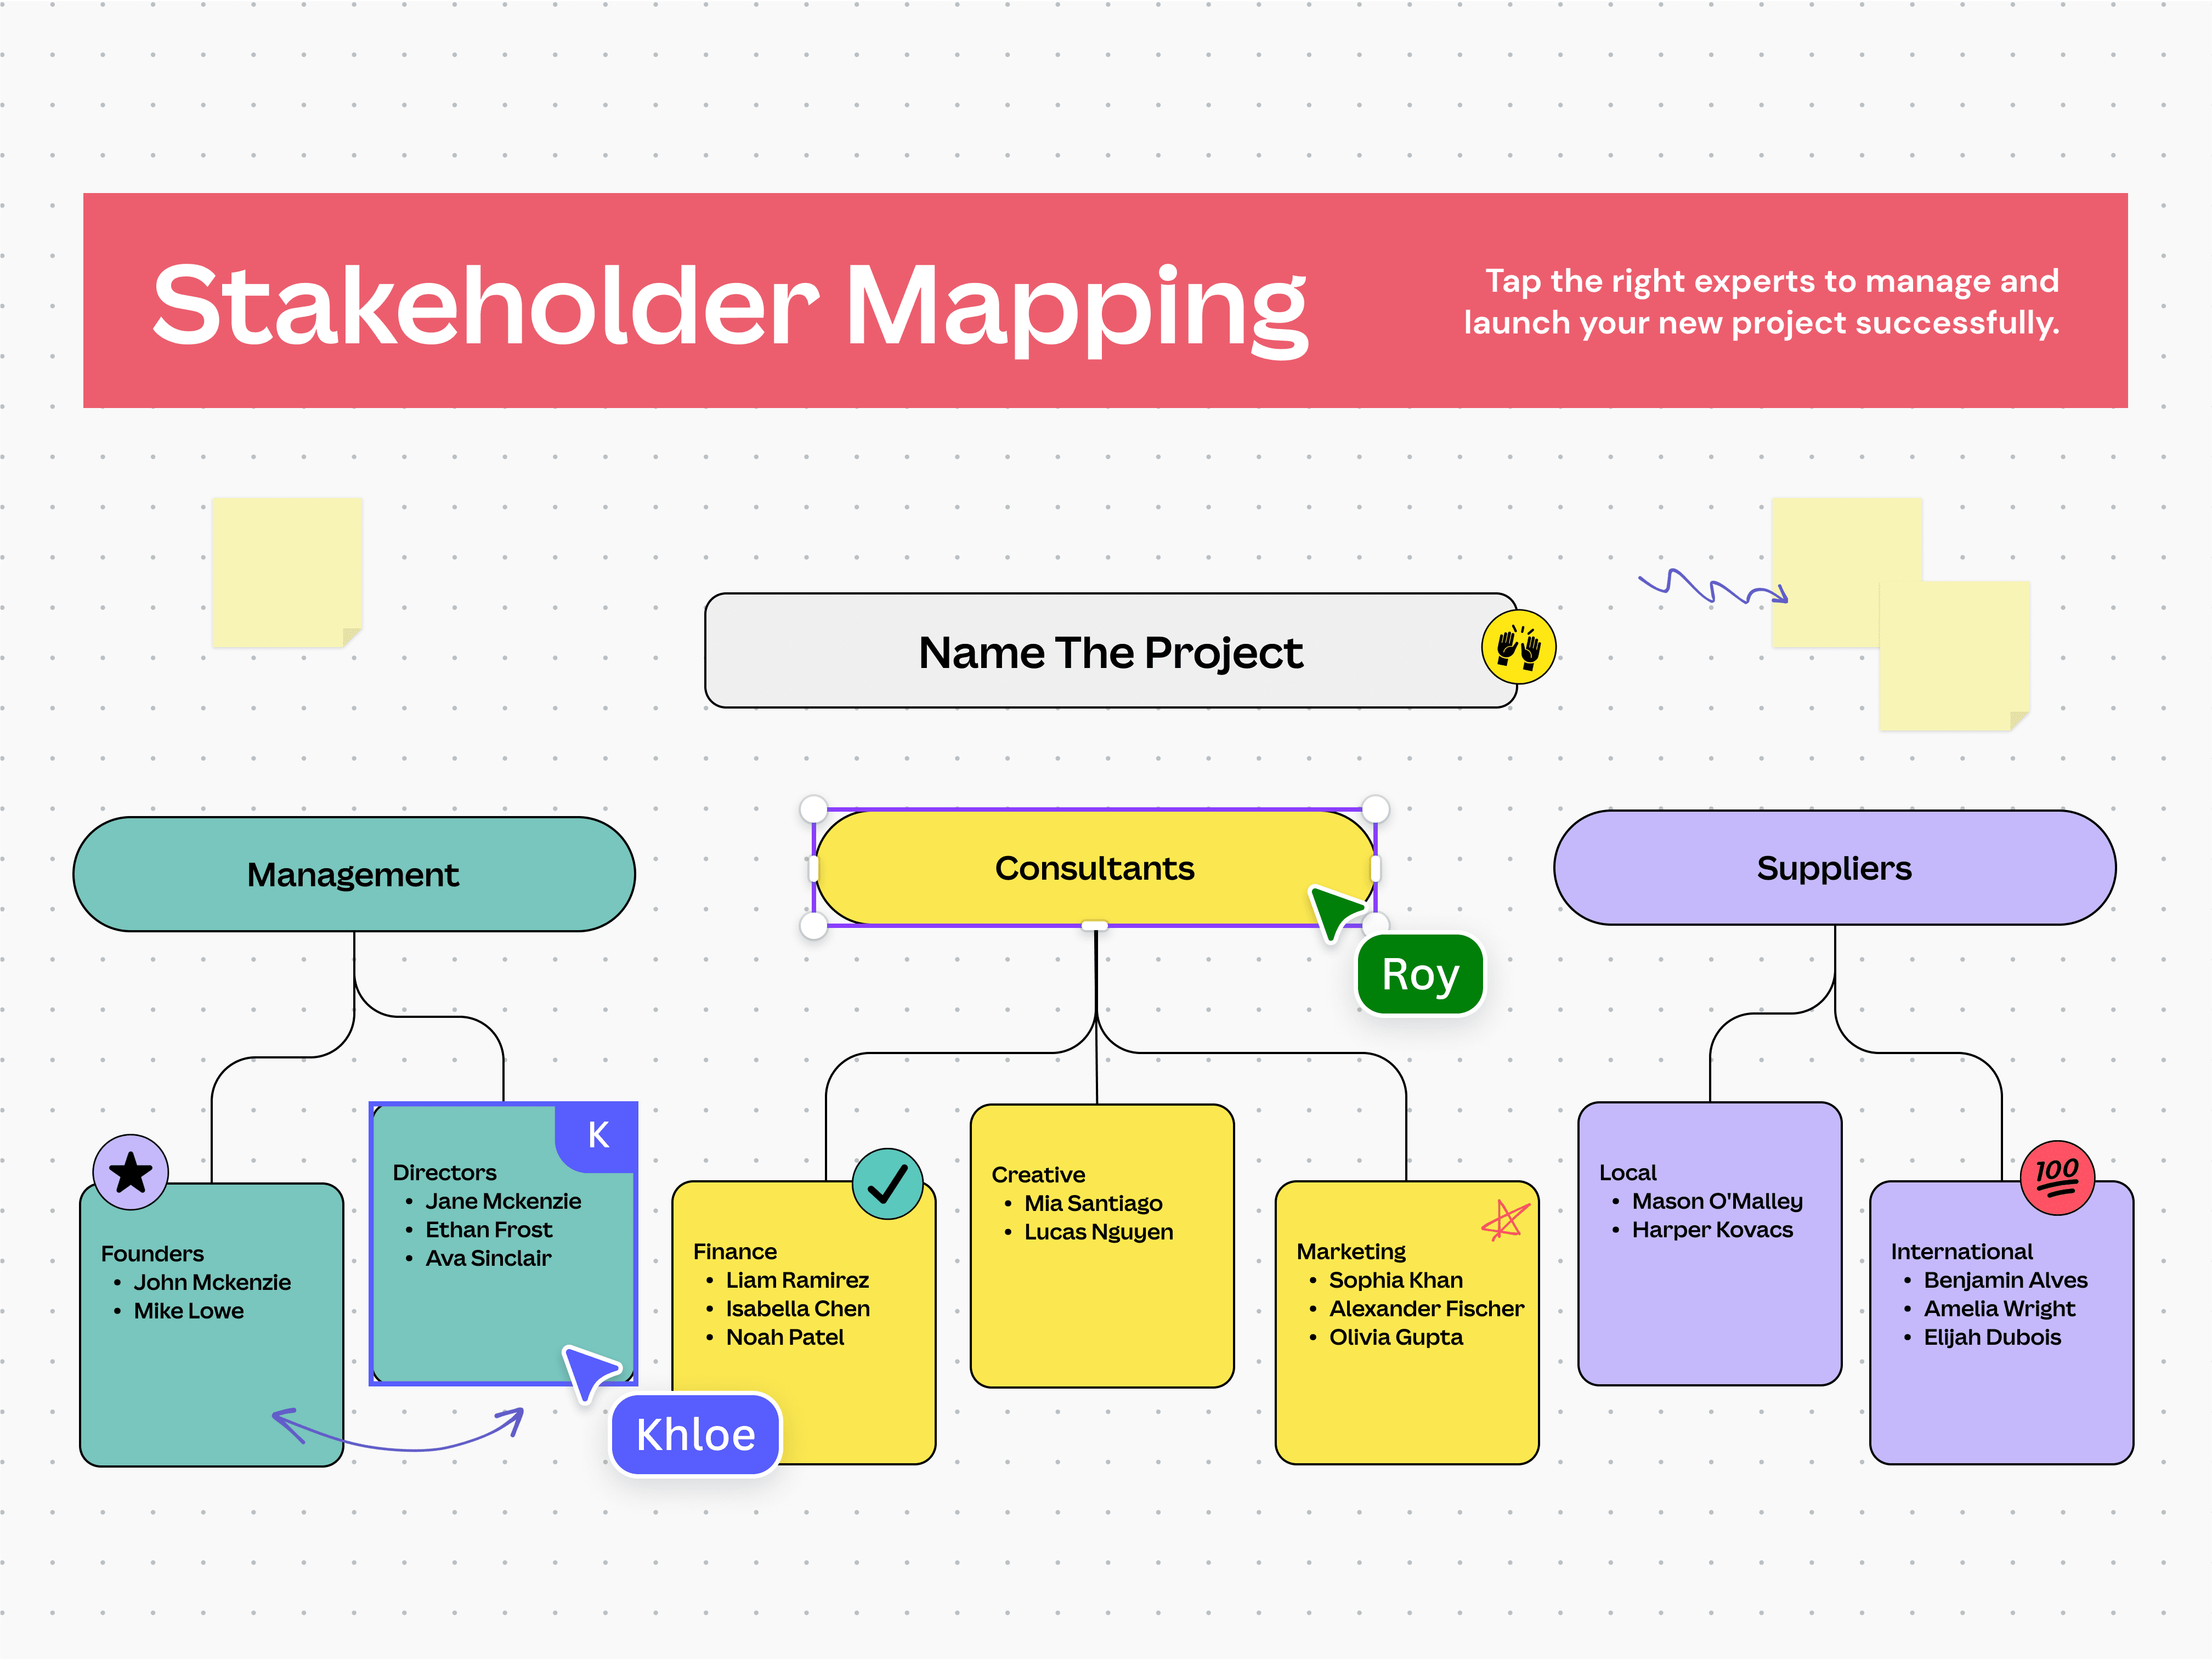 Stakeholder Mapping
Tap the right experts to manage and
launch your new project successfully.
Name The Project
Management
Consultants
Suppliers
Roy
Founders
• John Mckenzie
• Mike Lowe
K
Directors
• Jane Mckenzie
• Ethan Frost
• Ava Sinclair
Khloe
Finance
• Liam Ramirez
• Isabella Chen
• Noah Patel
Creative
• Mia Santiago
• Lucas Nguyen
Marketing
• Sophia Khan
• Alexander Fischer
• Olivia Gupta
Local
• Mason O'Malley
• Harper Kovacs
100
International
• Benjamin Alves
• Amelia Wright
• Elijah Dubois